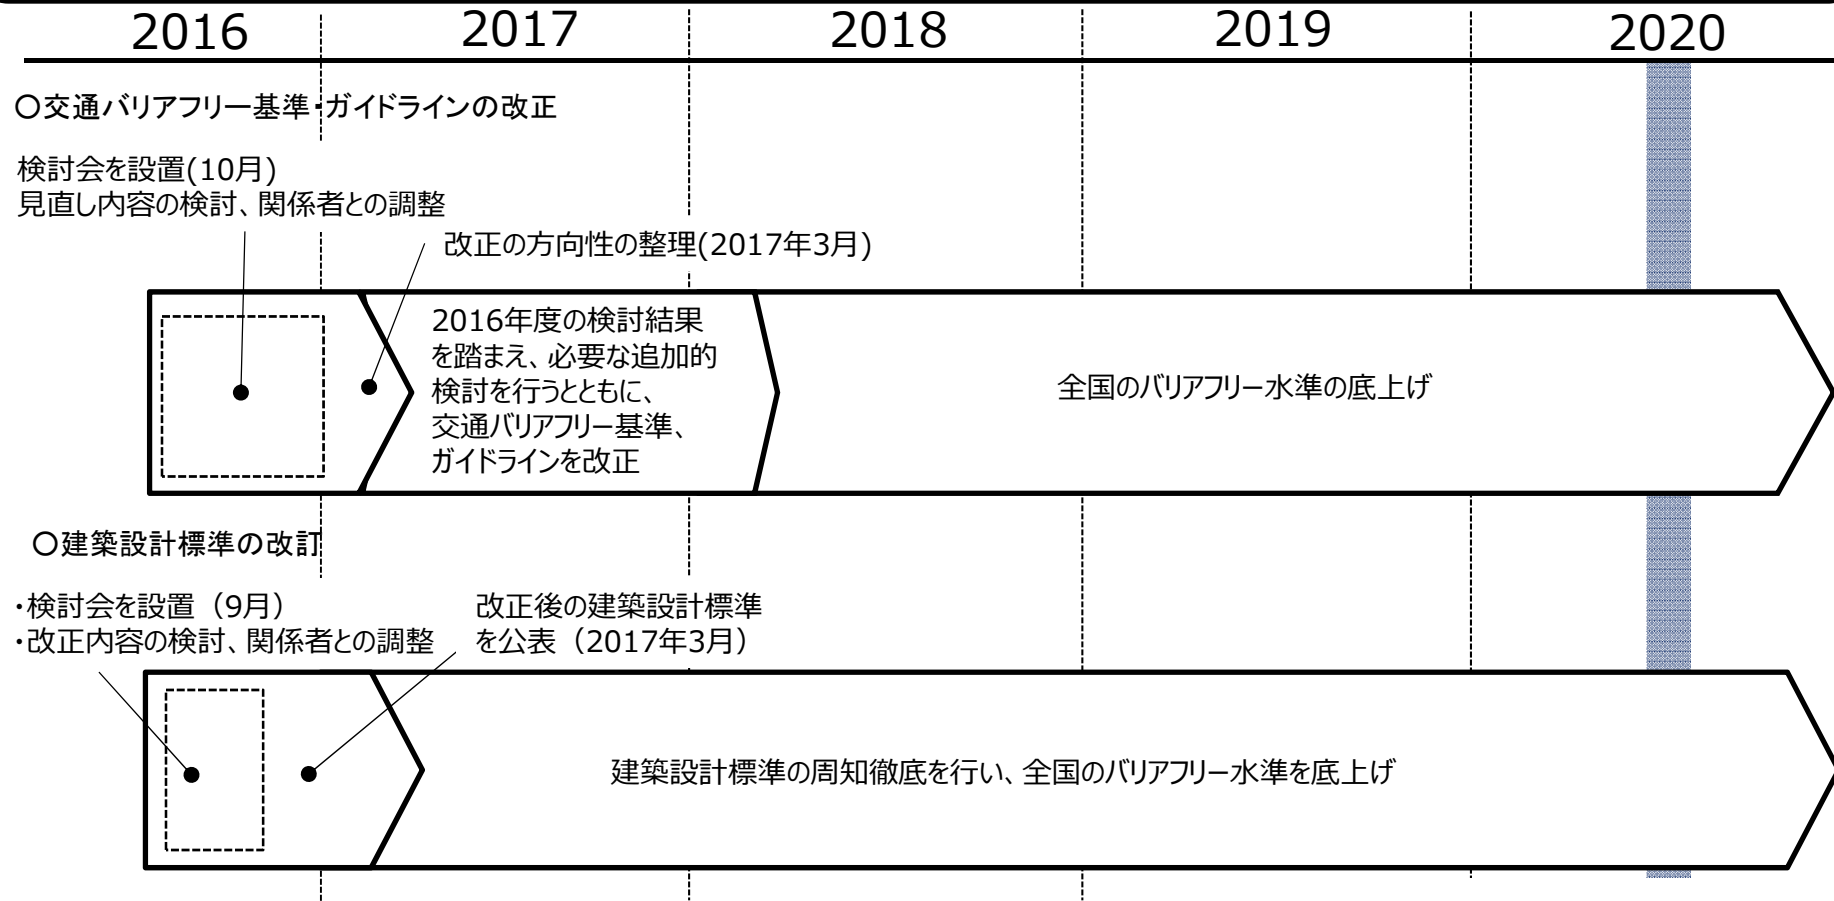 2016 2017 2018 2019 2020
〇交通バリアフリー基準・ガイドラインの改正
検討会を設置(10月)
見直し内容の検討、関係者との調整
改正の方向性の整理(2017年3月)
2016年度の検討結果
を踏まえ、必要な追加的
検討を行うとともに、
交通バリアフリー基準、
ガイドラインを改正
全国のバリアフリー水準の底上げ
〇建築設計標準の改訂
・検討会を設置（9月）
・改正内容の検討、関係者との調整
改正後の建築設計標準
を公表（2017年3月）
建築設計標準の周知徹底を行い、全国のバリアフリー水準を底上げ